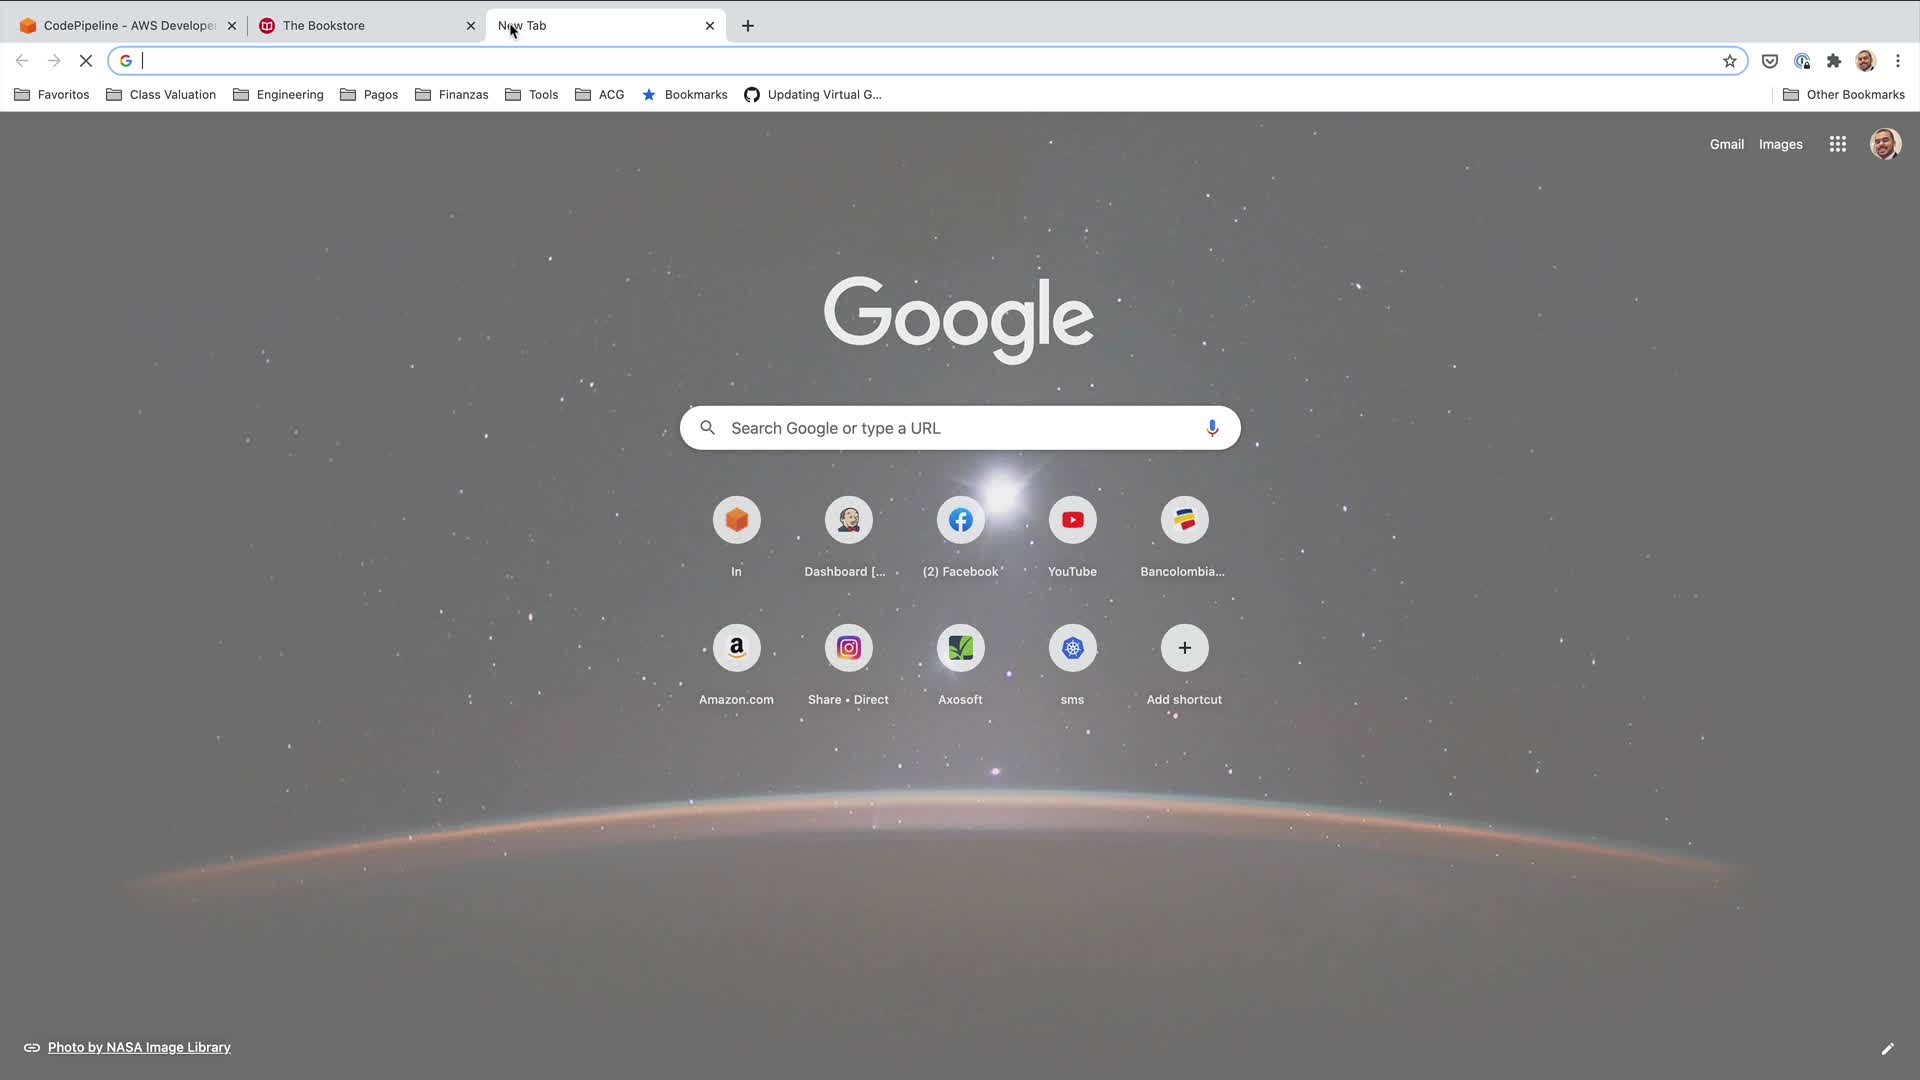 CodePipeline - AWS Develope
The Bookstore
New Tab
Favoritos
Class Valuation
Engineering
Pagos
Finanzas
Tools
ACG
Bookmarks
Updating Virtual G...
Other Bookmarks
Gmail
Images
Google
Search Google or type a URL
In
Dashboard [...
(2) Facebook
YouTube
Bancolombia...
Amazon.com
Share • Direct
Axosoft
sms
Add shortcut
Photo by NASA Image Library